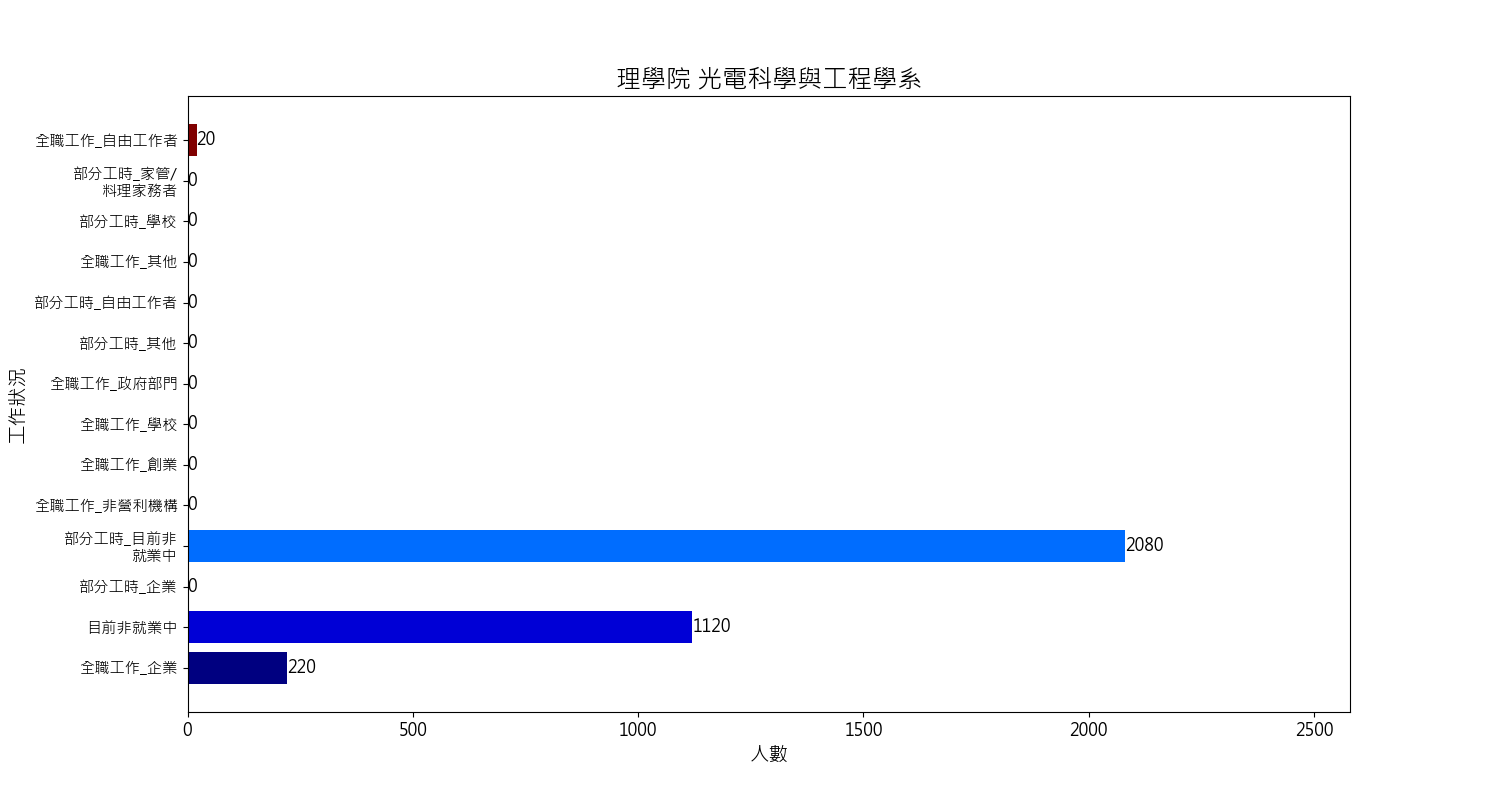 理學院 光電科學與工程學系
全職工作_自由工作者
20
部分工時_家管/
料理家務者
0
部分工時_學校
0
全職工作_其他
0
部分工時_自由工作者
0
部分工時_其他
0
全職工作_政府部門
0
全職工作_學校
0
全職工作_創業
0
全職工作_非營利機構
0
部分工時_目前非
就業中
2080
部分工時_企業
0
目前非就業中
1120
全職工作_企業
220
工作狀況
0
500
1000
1500
2000
2500
人數